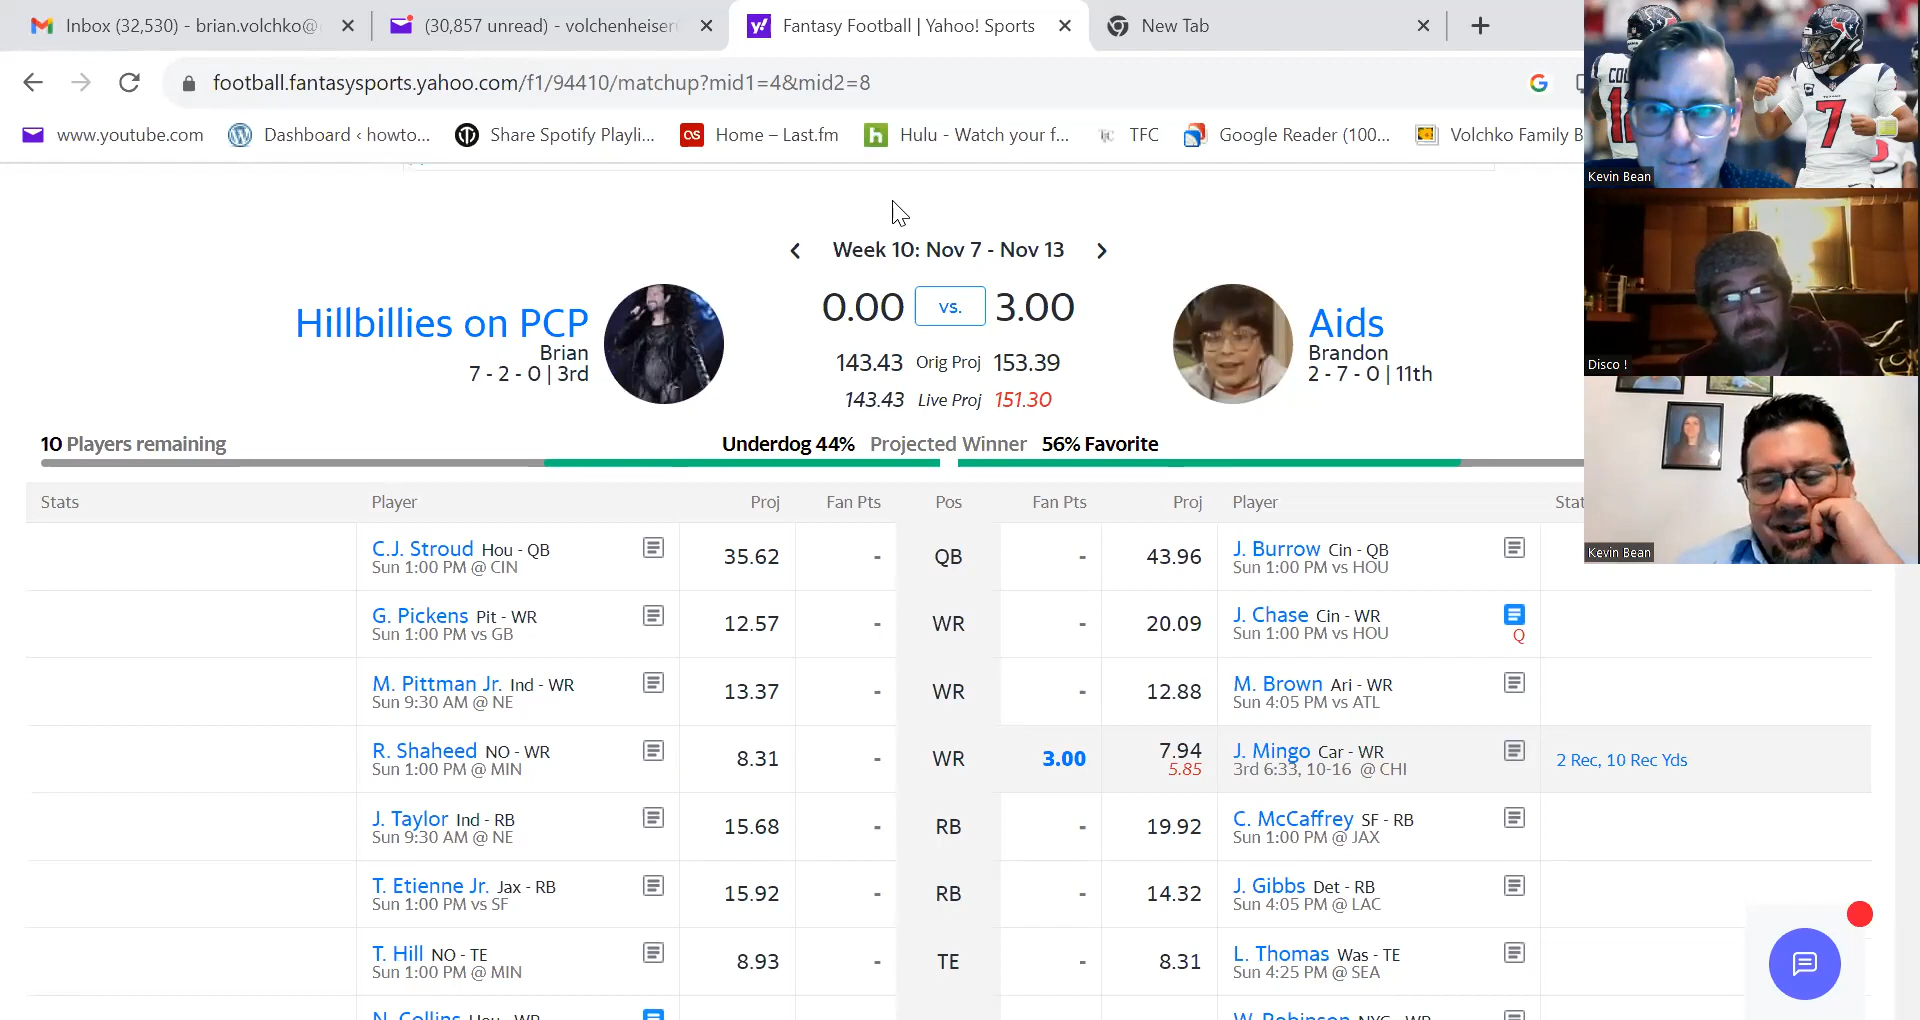 Inbox (32,530) - brian.volchko@
(30,857 unread) - volchenheiser
Fantasy Football | Yahoo! Sports
New Tab
football.fantasysports.yahoo.com/f1/94410/matchup?mid1=4&mid2=8
www.youtube.com
Dashboard ‹ howto...
Share Spotify Playli...
Home – Last.fm
Hulu - Watch your f...
TFC
Google Reader (100...
Volchko Family B
Kevin Bean
Disco !
Kevin Bean
7
Week 10: Nov 7 - Nov 13
Hillbillies on PCP
Brian
7 - 2 - 0 | 3rd
0.00 vs. 3.00
143.43 Orig Proj 153.39
143.43 Live Proj 151.30
Aids
Brandon
2 - 7 - 0 | 11th
10 Players remaining
Underdog 44% Projected Winner 56% Favorite
Stats Player Proj Fan Pts Pos Fan Pts Proj Player Stat
C.J. Stroud Hou - QB 35.62 - QB - 43.96 J. Burrow Cin - QB
Sun 1:00 PM @ CIN Sun 1:00 PM vs HOU
G. Pickens Pit - WR 12.57 - WR - 20.09 J. Chase Cin - WR
Sun 1:00 PM vs GB Sun 1:00 PM vs HOU Q
M. Pittman Jr. Ind - WR 13.37 - WR - 12.88 M. Brown Ari - WR
Sun 9:30 AM @ NE Sun 4:05 PM vs ATL
R. Shaheed NO - WR 8.31 - WR 3.00 7.94 J. Mingo Car - WR 2 Rec, 10 Rec Yds
Sun 1:00 PM @ MIN 5.85 3rd 6:33, 10-16 @ CHI
J. Taylor Ind - RB 15.68 - RB - 19.92 C. McCaffrey SF - RB
Sun 9:30 AM @ NE Sun 1:00 PM @ JAX
T. Etienne Jr. Jax - RB 15.92 - RB - 14.32 J. Gibbs Det - RB
Sun 1:00 PM vs SF Sun 4:05 PM @ LAC
T. Hill NO - TE 8.93 - TE - 8.31 L. Thomas Was - TE
Sun 1:00 PM @ MIN Sun 4:25 PM @ SEA
N. Collins Hou - WR W. Robinson NYG - WR